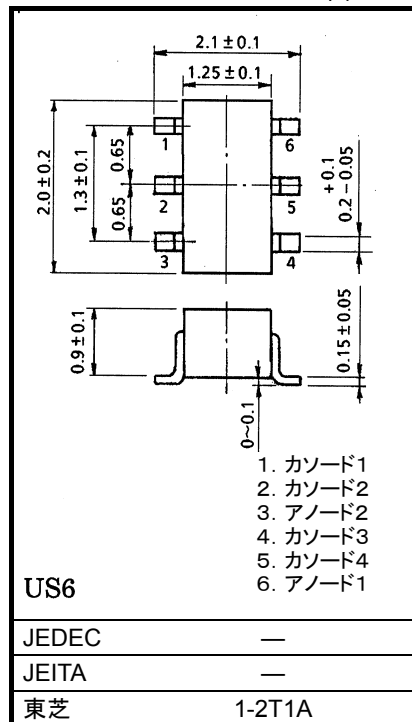 2.1±0.1
1.25±0.1
2.0±0.2
1.3±0.1
0.65
0.65
1
2
3
6
5
4
+0.1
0.2-0.05
0.9±0.1
0~0.1
0.15±0.05
1. カソード1
2. カソード2
3. アノード2
4. カソード3
5. カソード4
6. アノード1
US6
JEDEC —
JEITA —
東芝 1-2T1A